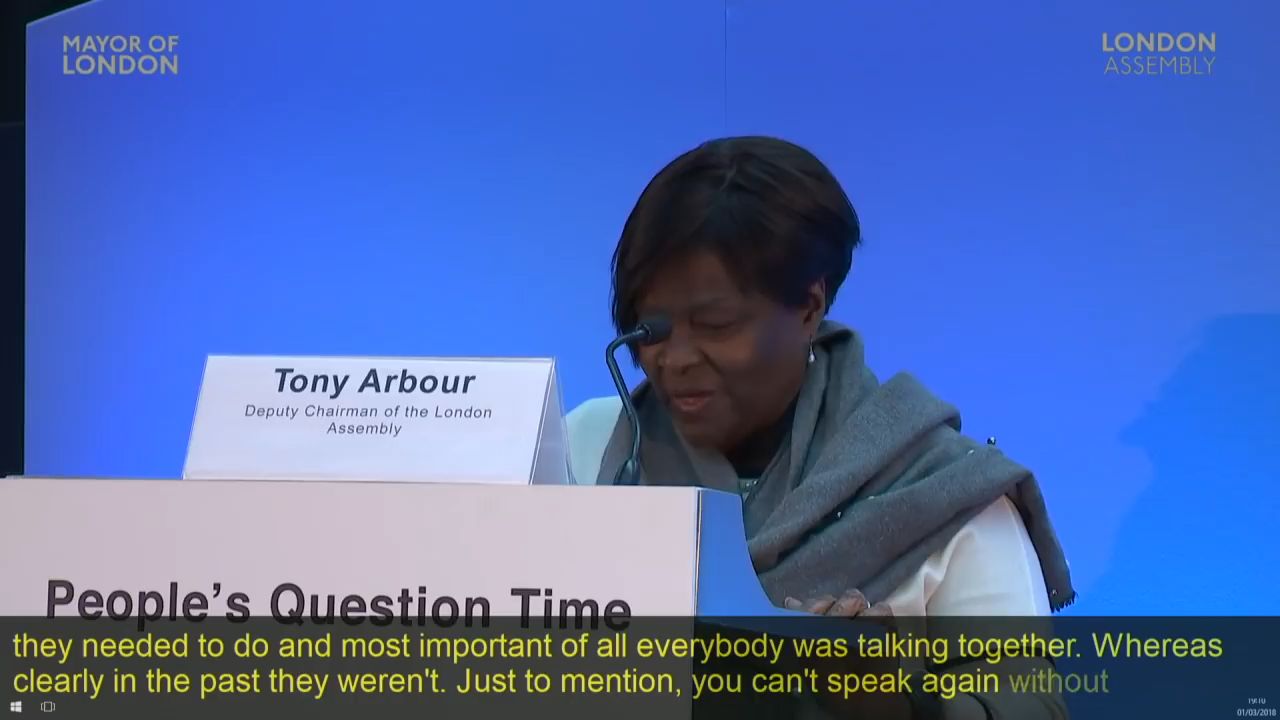 MAYOR OF
LONDON
LONDON
ASSEMBLY
Tony Arbour
Deputy Chairman of the London
Assembly
People's Question Time
they needed to do and most important of all everybody was talking together. Whereas
clearly in the past they weren't. Just to mention, you can't speak again without
01/03/2018